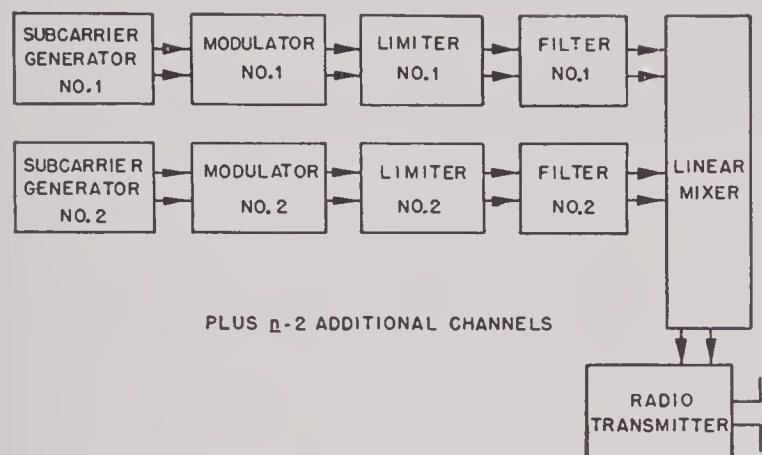 SUBCARRIER
GENERATOR
NO.1
MODULATOR
NO.1
LIMITER
NO.1
FILTER
NO.1
LINEAR
MIXER
SUBCARRIER
GENERATOR
NO.2
MODULATOR
NO.2
LIMITER
NO.2
FILTER
NO.2
PLUS n-2 ADDITIONAL CHANNELS
RADIO
TRANSMITTER